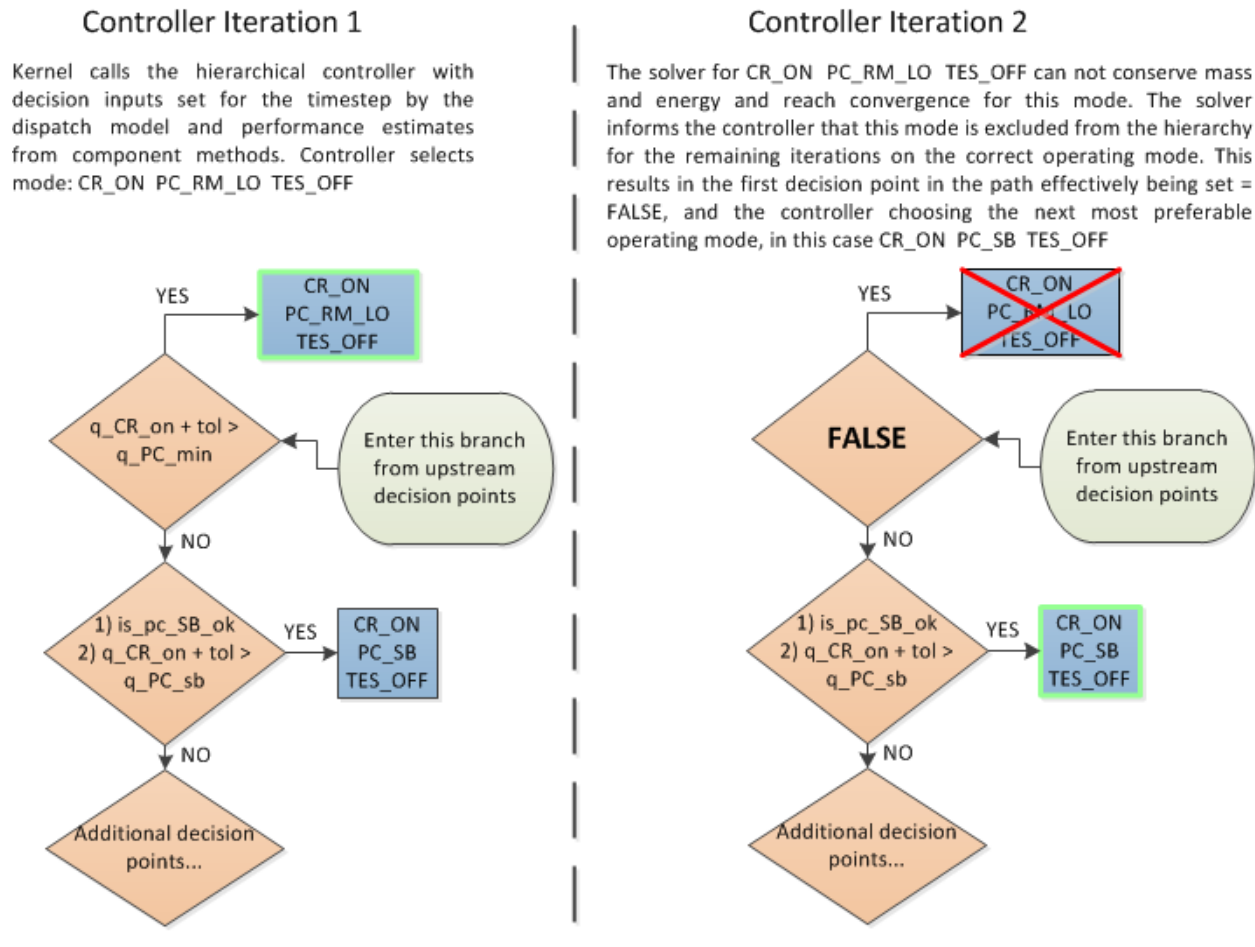 Controller Iteration 1
Kernel calls the hierarchical controller with
decision inputs set for the timestep by the
dispatch model and performance estimates
from component methods. Controller selects
mode: CR_ON PC_RM_LO TES_OFF
YES
CR_ON
PC_RM_LO
TES_OFF
q_CR_on + tol >
q_PC_min
Enter this branch
from upstream
decision points
NO
1) is_pc_SB_ok
2) q_CR_on + tol >
q_PC_sb
YES
CR_ON
PC_SB
TES_OFF
NO
Additional decision
points...
Controller Iteration 2
The solver for CR_ON PC_RM_LO TES_OFF can not conserve mass
and energy and reach convergence for this mode. The solver
informs the controller that this mode is excluded from the hierarchy
for the remaining iterations on the correct operating mode. This
results in the first decision point in the path effectively being set =
FALSE, and the controller choosing the next most preferable
operating mode, in this case CR_ON PC_SB TES_OFF
YES
CR_ON
PC_RM_LO
TES_OFF
FALSE
Enter this branch
from upstream
decision points
NO
1) is_pc_SB_ok
2) q_CR_on + tol >
q_PC_sb
YES
CR_ON
PC_SB
TES_OFF
NO
Additional decision
points...